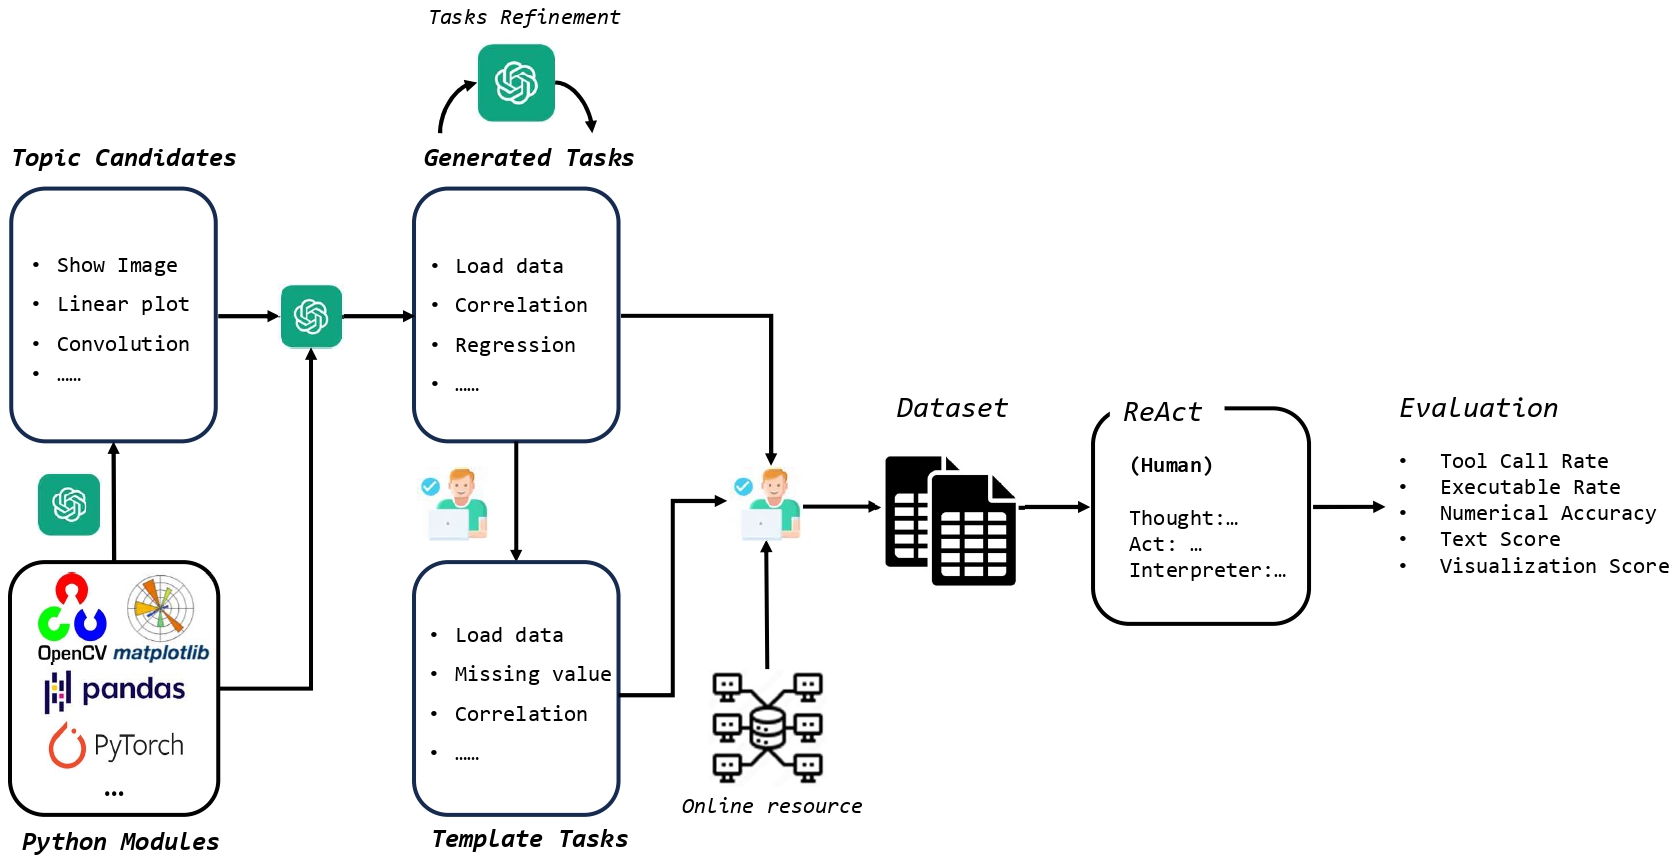 Tasks Refinement
Topic Candidates
• Show Image
• Linear plot
• Convolution
• ……
Generated Tasks
• Load data
• Correlation
• Regression
• ……
OpenCV
matplotlib
pandas
PyTorch
...
Python Modules
• Load data
• Missing value
• Correlation
• ……
Template Tasks
Online resource
Dataset
ReAct
(Human)
Thought:…
Act: …
Interpreter:…
Evaluation
• Tool Call Rate
• Executable Rate
• Numerical Accuracy
• Text Score
• Visualization Score